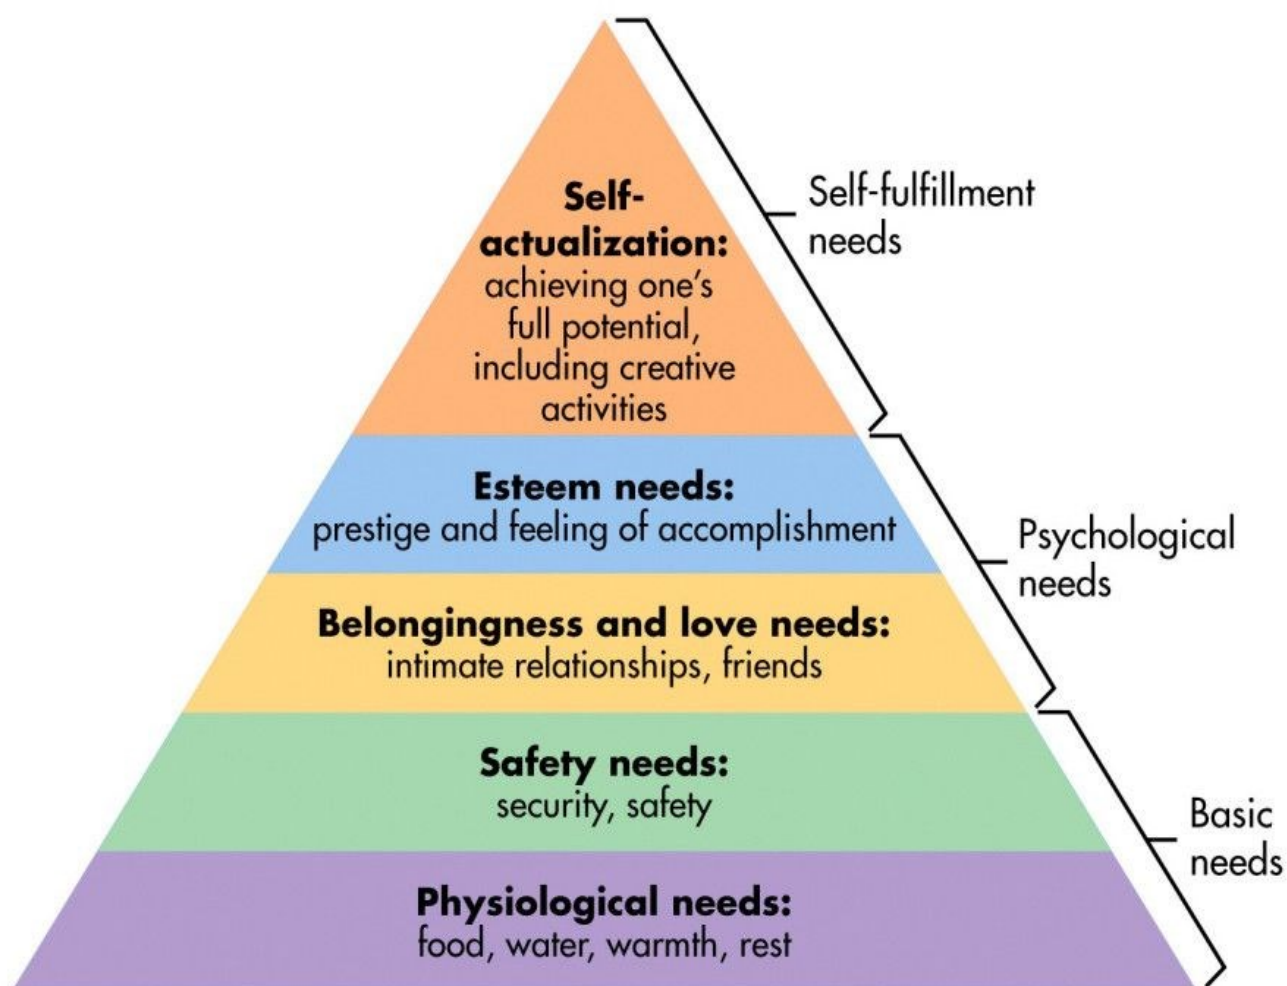 Self-
actualization:
achieving one's
full potential,
including creative
activities
Self-fulfillment
needs
Esteem needs:
prestige and feeling of accomplishment
Psychological
needs
Belongingness and love needs:
intimate relationships, friends
Safety needs:
security, safety
Basic
needs
Physiological needs:
food, water, warmth, rest